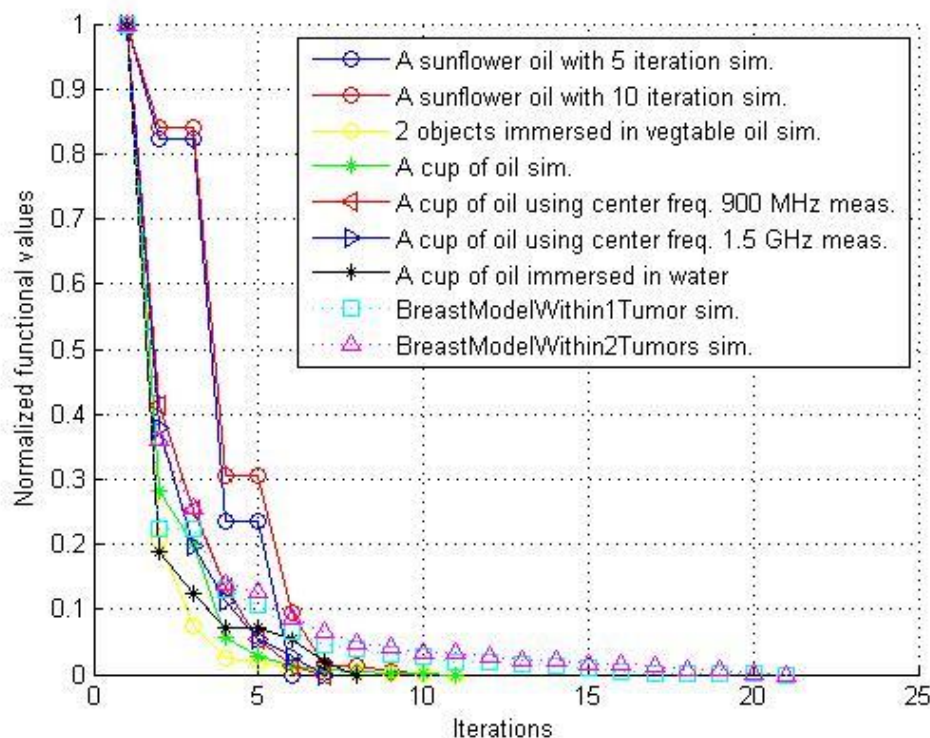 1
0.9
0.8
0.7
0.6
0.5
0.4
0.3
0.2
0.1
0
Normalized functional values
A sunflower oil with 5 iteration sim.
A sunflower oil with 10 iteration sim.
2 objects immersed in vegtable oil sim.
A cup of oil sim.
A cup of oil using center freq. 900 MHz meas.
A cup of oil using center freq. 1.5 GHz meas.
A cup of oil immersed in water
BreastModelWithin1Tumor sim.
BreastModelWithin2Tumors sim.
0 5 10 15 20 25
Iterations